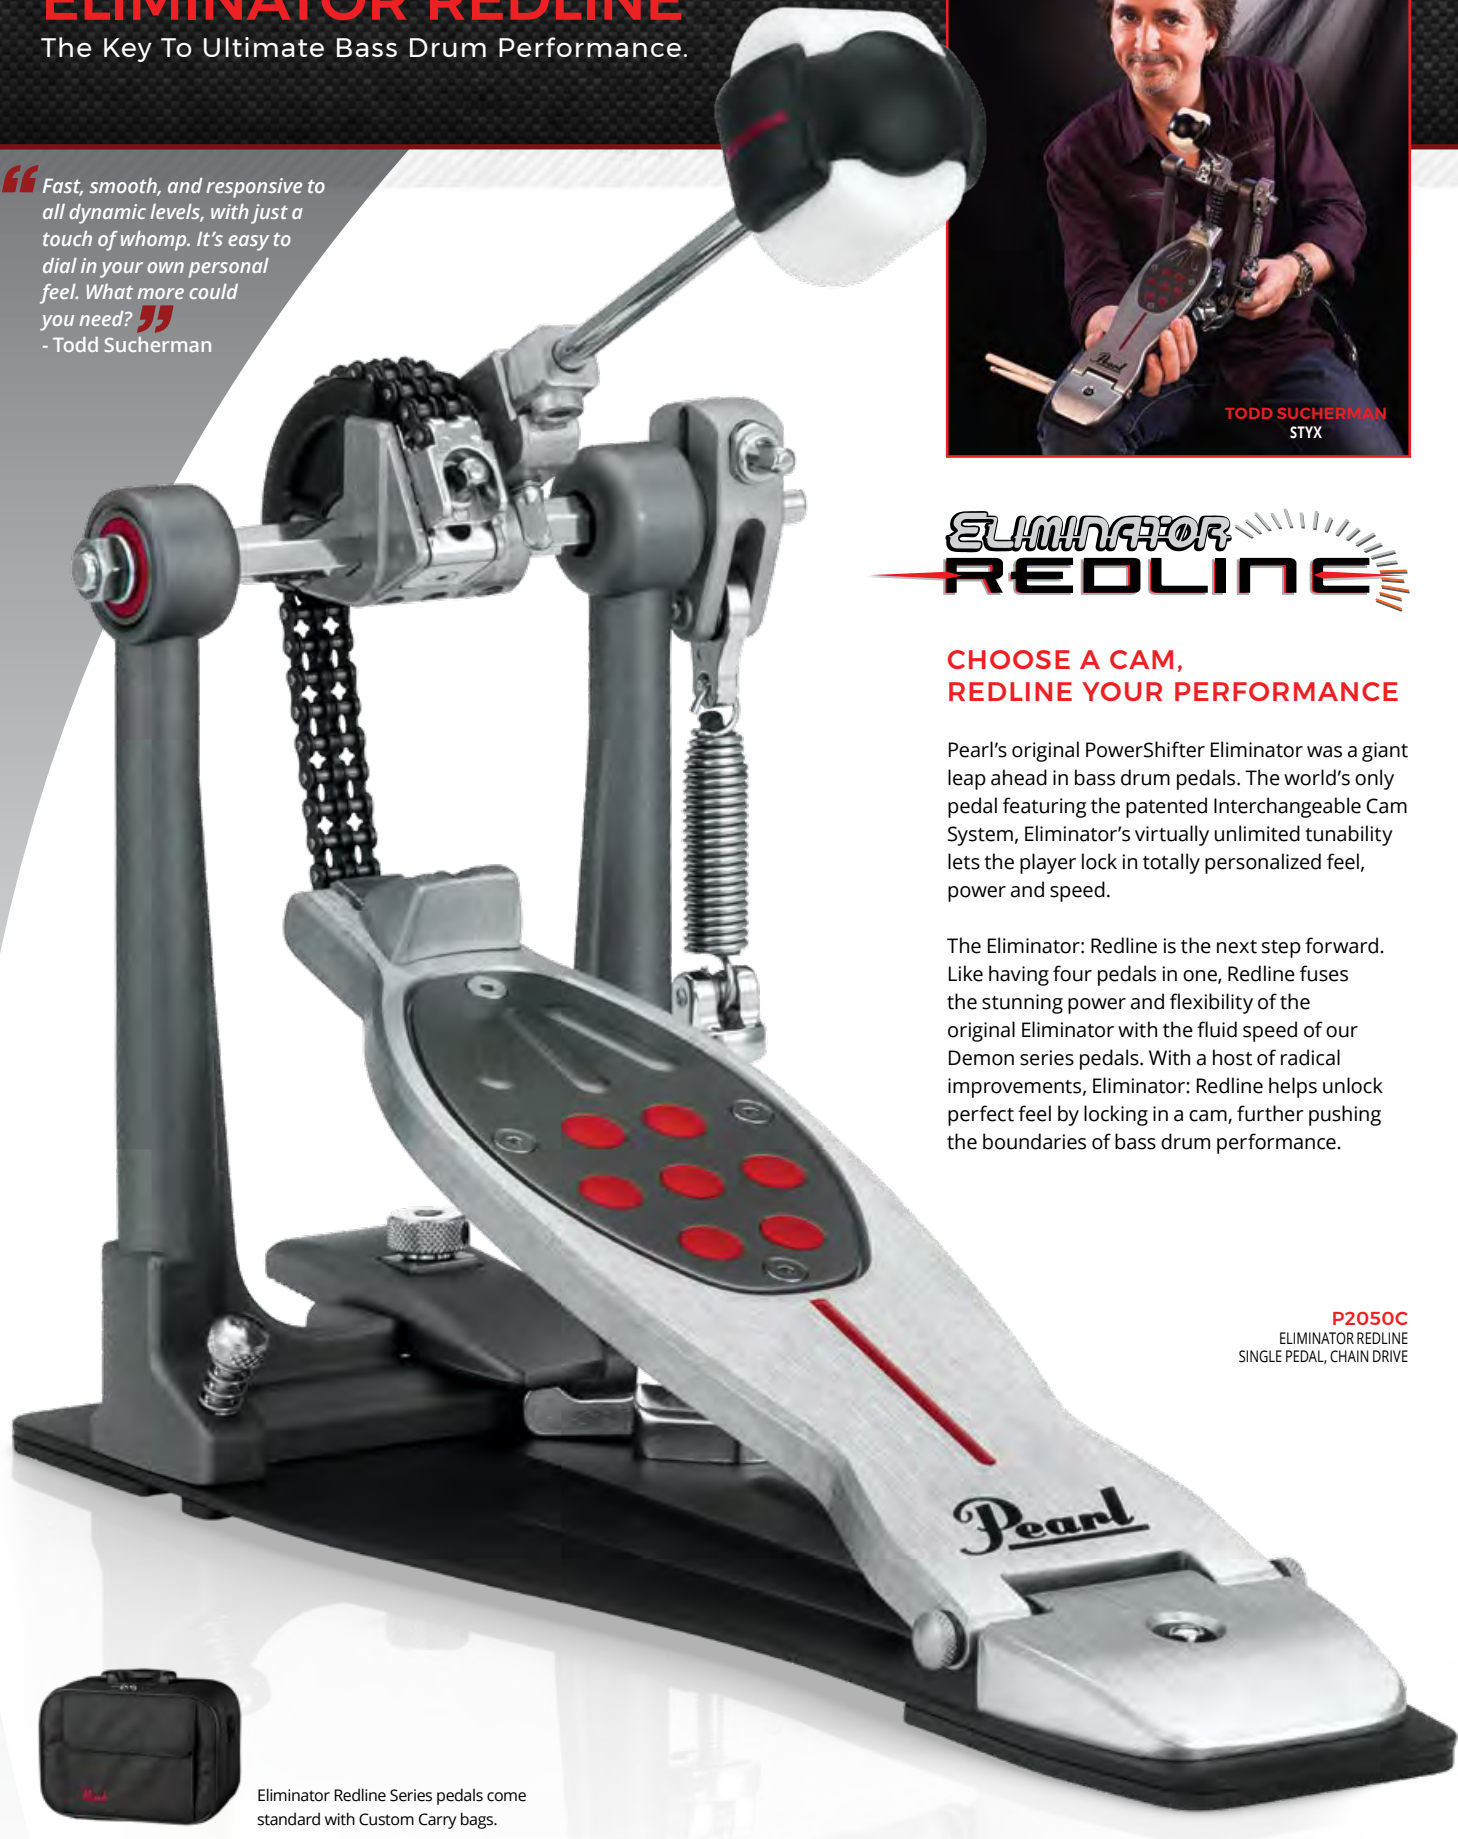 ELIMINATOR REDLINE
The Key To Ultimate Bass Drum Performance.
“ Fast, smooth, and responsive to
all dynamic levels, with just a
touch of whomp. It’s easy to
dial in your own personal
feel. What more could
you need? ”
- Todd Sucherman
TODD SUCHERMAN
STYX
ELIMINATOR
REDLINE
CHOOSE A CAM,
REDLINE YOUR PERFORMANCE
Pearl’s original PowerShifter Eliminator was a giant
leap ahead in bass drum pedals. The world’s only
pedal featuring the patented Interchangeable Cam
System, Eliminator’s virtually unlimited tunability
lets the player lock in totally personalized feel,
power and speed.
The Eliminator: Redline is the next step forward.
Like having four pedals in one, Redline fuses
the stunning power and flexibility of the
original Eliminator with the fluid speed of our
Demon series pedals. With a host of radical
improvements, Eliminator: Redline helps unlock
perfect feel by locking in a cam, further pushing
the boundaries of bass drum performance.
P2050C
ELIMINATOR REDLINE
SINGLE PEDAL, CHAIN DRIVE
Pearl
Pearl
Pearl
Eliminator Redline Series pedals come
standard with Custom Carry bags.